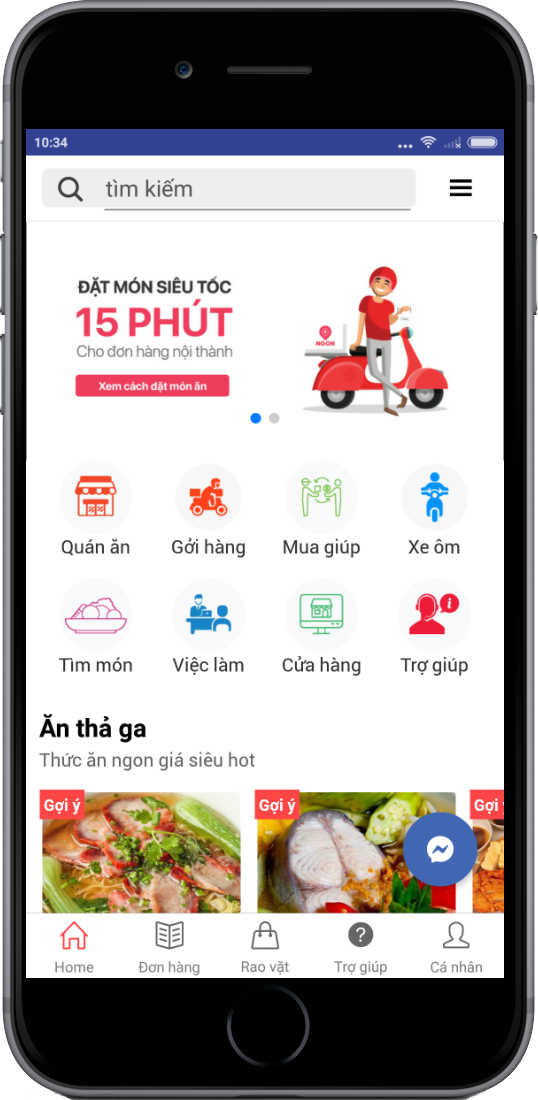 10:34
tìm kiếm
ĐẶT MÓN SIÊU TỐC
15 PHÚT
Cho đơn hàng nội thành
Xem cách đặt món ăn
NGON
Quán ăn
Gởi hàng
Mua giúp
Xe ôm
Tìm món
Việc làm
Cửa hàng
Trợ giúp
Ăn thả ga
Thức ăn ngon giá siêu hot
Gợi ý
Gợi ý
Gợi
Home
Đơn hàng
Rao vặt
Trợ giúp
Cá nhân